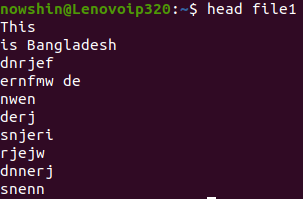 nowshin@Lenovoip320:~$ head file1
This
is Bangladesh
dnrjef
ernfmw de
nwen
derj
snjeri
rjejw
dnnerj
snenn